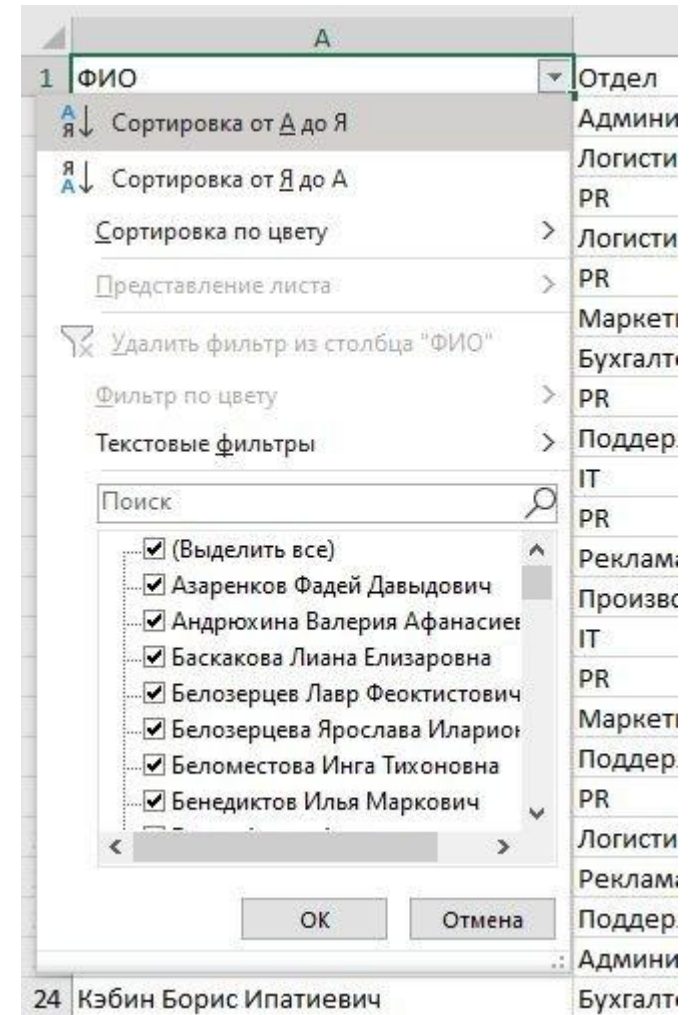 A
1 ФИО Отдел
Сортировка от А до Я Админи
Сортировка от Я до А Логисти
PR
Сортировка по цвету Логисти
Представление листа PR
Удалить фильтр из столбца "ФИО" Маркет
Бухгалт
Фильтр по цвету PR
Текстовые фильтры Поддер
IT
Поиск PR
(Выделить все) Реклама
Азаренков Фадей Давыдович Произво
Андрюхина Валерия Афанасиев IT
Баскакова Лиана Елизаровна PR
Белозерцев Лавр Феоктистович Маркет
Белозерцева Ярослава Иларион Поддер
Беломестова Инга Тихоновна PR
Бенедиктов Илья Маркович
Логисти
Реклама
ОК Отмена Поддер
Админи
24 Кэбин Борис Ипатиевич Бухгалт